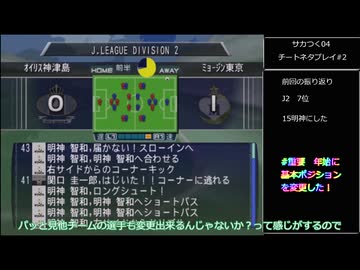 J.LEAGUE DIVISION 2
オイリス神津島
HOME
前半
AWAY
ミョージン東京
0
1
遅
速
43 明神 智和,届かない!スローインへ
明神 智和,明神 智和へ合わせる
右サイドからのコーナーキック
41 関口 圭一郎,はじいた!!コーナーに逃れる
明神 智和,ロングシュート!
明神 智和,明神 智和へショートパス
明神 智和,明神 智和へショートパス
サカつく04
チートネタプレイ#2
前回の振り返り
J2 7位
15明神にした
#重要 年始に
基本ポジション
を変更した!
パッと見他チームの選手も変更出来るんじゃないか?って感じがするので